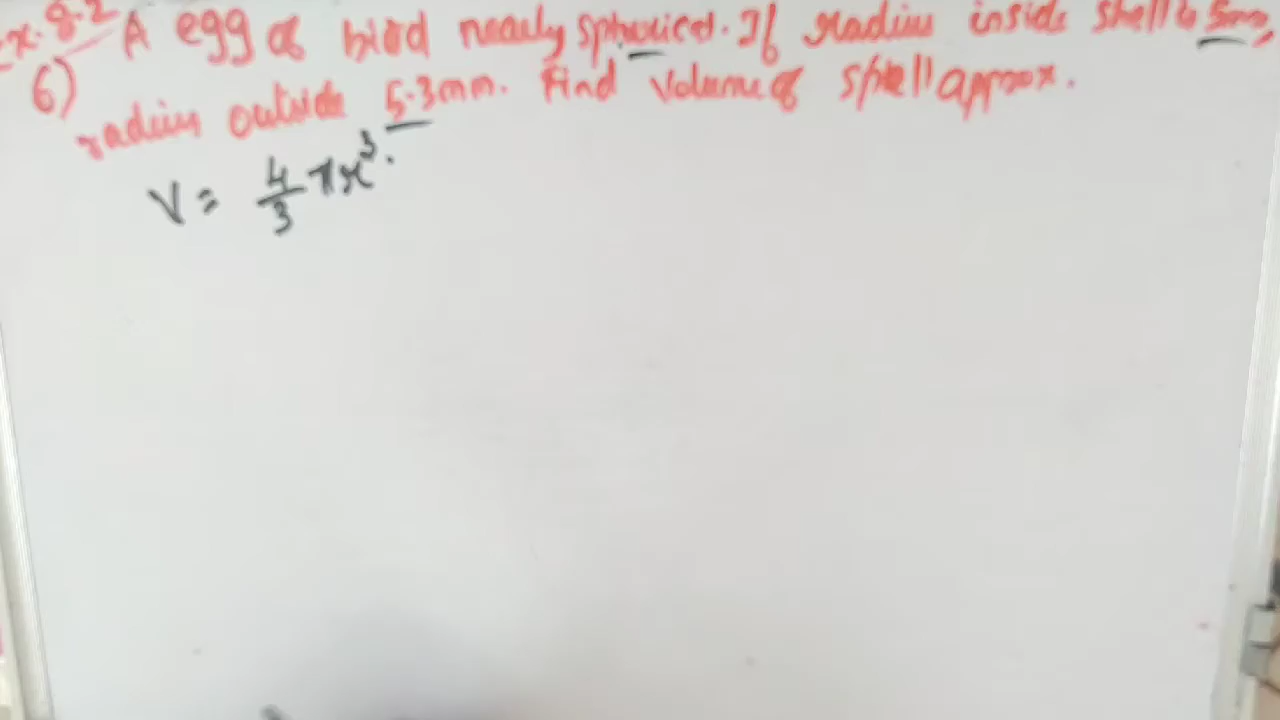 Ex. 8.2 A egg of bird nearly spherical. If radius inside shell is 5mm,
6) radius outside 5.3mm. Find volume of shell approx.
V = 4/3 πr³.